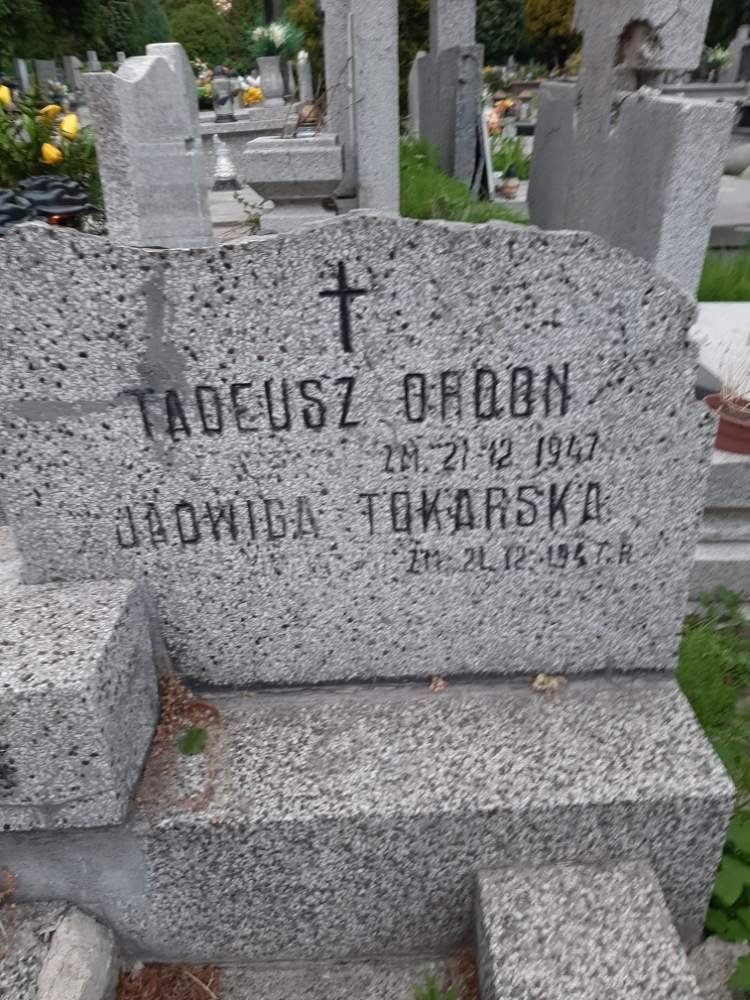 TADEUSZ ORDON
ZM. 21.12 1947
JADWIGA TOKARSKA
ZM. 21.12.1947.R